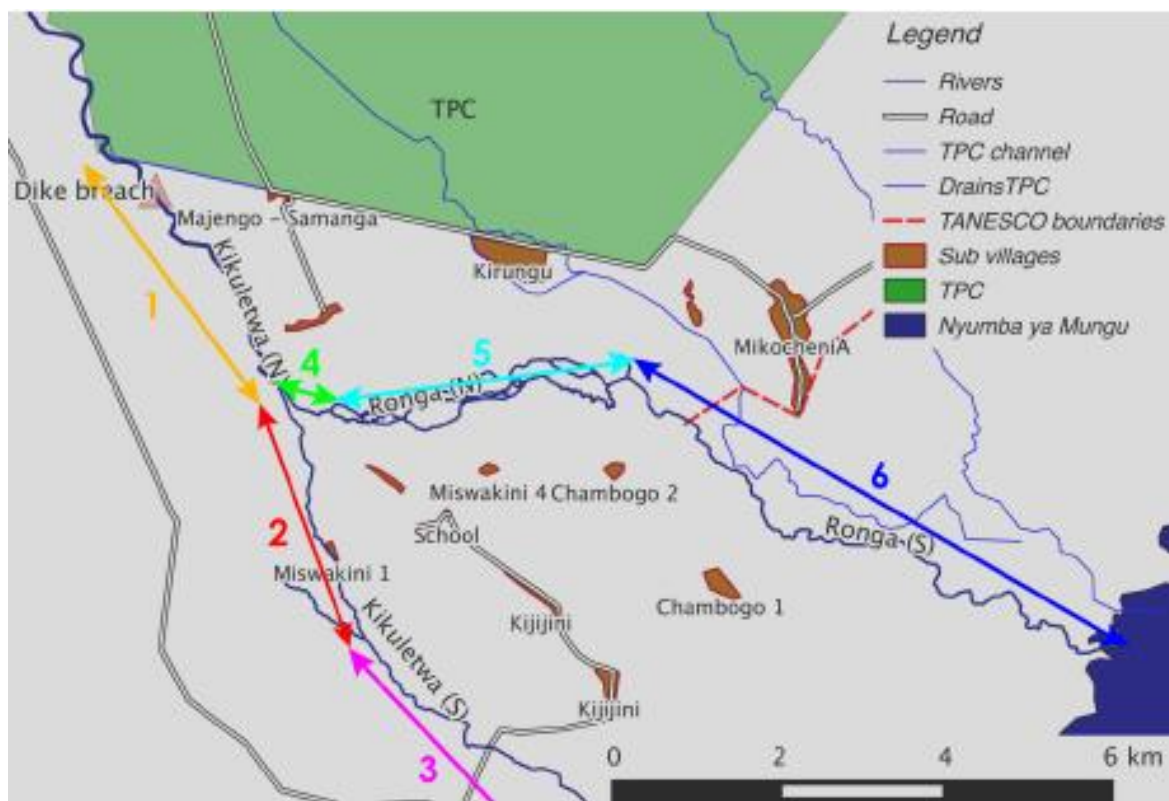 Legend
Rivers
Road
TPC channel
DrainsTPC
TANESCO boundaries
Sub villages
TPC
Nyumba ya Mungu
TPC
Dike breach
Majengo - Samanga
Kirungu
Kikuletwa (N)
MikocheniA
1
4
5
Ronga (N)
6
2
Miswakini 4
Chambogo 2
School
Ronga (S)
Miswakini 1
Chambogo 1
Kikuletwa (S)
Kijijini
Kijijini
3
0 2 4 6 km